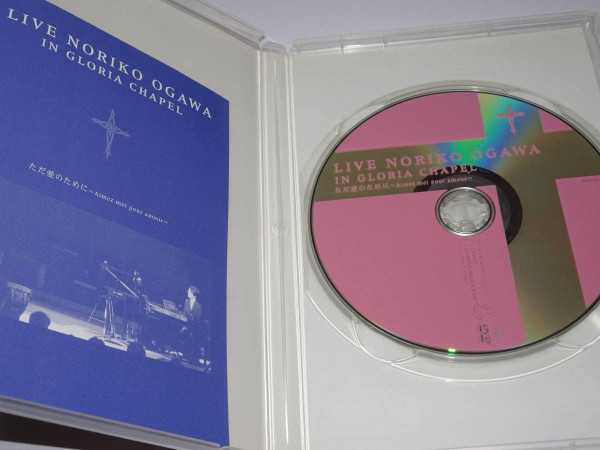 LIVE NORIKO OGAWA
IN GLORIA CHAPEL
ただ愛のために〜Aimez moi pour amour〜
LIVE NORIKO OGAWA
IN GLORIA CHAPEL
ただ愛のために〜Aimez moi pour amour〜
DVD